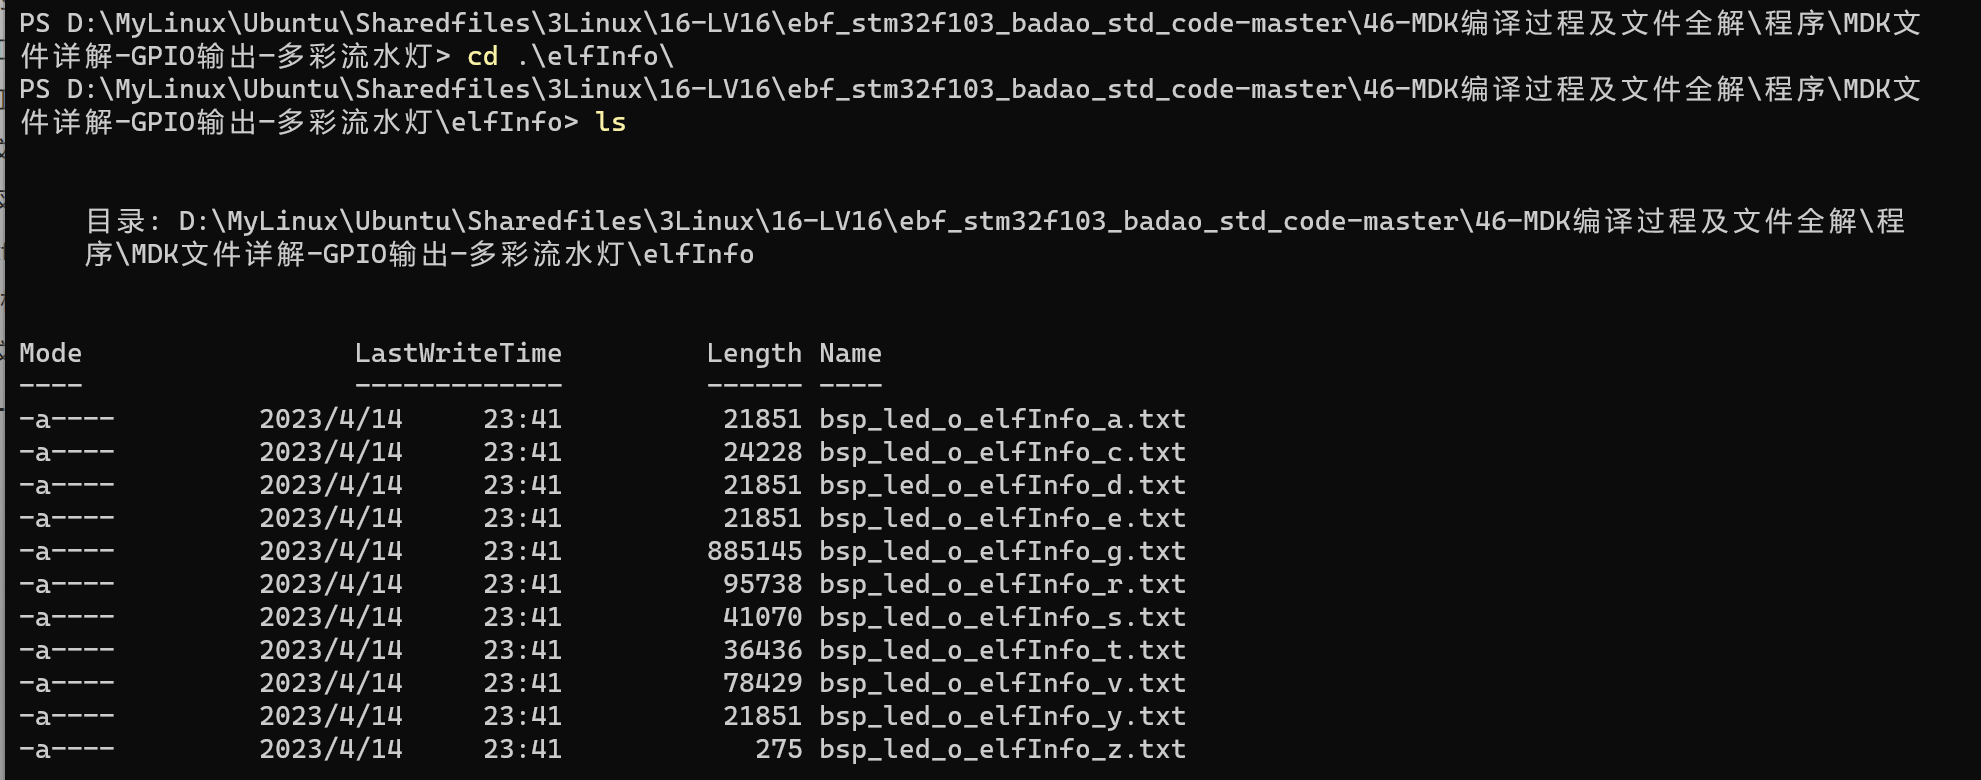 PS D:\MyLinux\Ubuntu\Sharedfiles\3Linux\16-LV16\ebf_stm32f103_badao_std_code-master\46-MDK编译过程及文件全解\程序\MDK文
件详解-GPIO输出-多彩流水灯> cd .\elfInfo\
PS D:\MyLinux\Ubuntu\Sharedfiles\3Linux\16-LV16\ebf_stm32f103_badao_std_code-master\46-MDK编译过程及文件全解\程序\MDK文
件详解-GPIO输出-多彩流水灯\elfInfo> ls
目录: D:\MyLinux\Ubuntu\Sharedfiles\3Linux\16-LV16\ebf_stm32f103_badao_std_code-master\46-MDK编译过程及文件全解\程
序\MDK文件详解-GPIO输出-多彩流水灯\elfInfo
Mode                 LastWriteTime         Length Name
----                 -------------         ------ ----
-a----         2023/4/14     23:41          21851 bsp_led_o_elfInfo_a.txt
-a----         2023/4/14     23:41          24228 bsp_led_o_elfInfo_c.txt
-a----         2023/4/14     23:41          21851 bsp_led_o_elfInfo_d.txt
-a----         2023/4/14     23:41          21851 bsp_led_o_elfInfo_e.txt
-a----         2023/4/14     23:41         885145 bsp_led_o_elfInfo_g.txt
-a----         2023/4/14     23:41          95738 bsp_led_o_elfInfo_r.txt
-a----         2023/4/14     23:41          41070 bsp_led_o_elfInfo_s.txt
-a----         2023/4/14     23:41          36436 bsp_led_o_elfInfo_t.txt
-a----         2023/4/14     23:41          78429 bsp_led_o_elfInfo_v.txt
-a----         2023/4/14     23:41          21851 bsp_led_o_elfInfo_y.txt
-a----         2023/4/14     23:41            275 bsp_led_o_elfInfo_z.txt